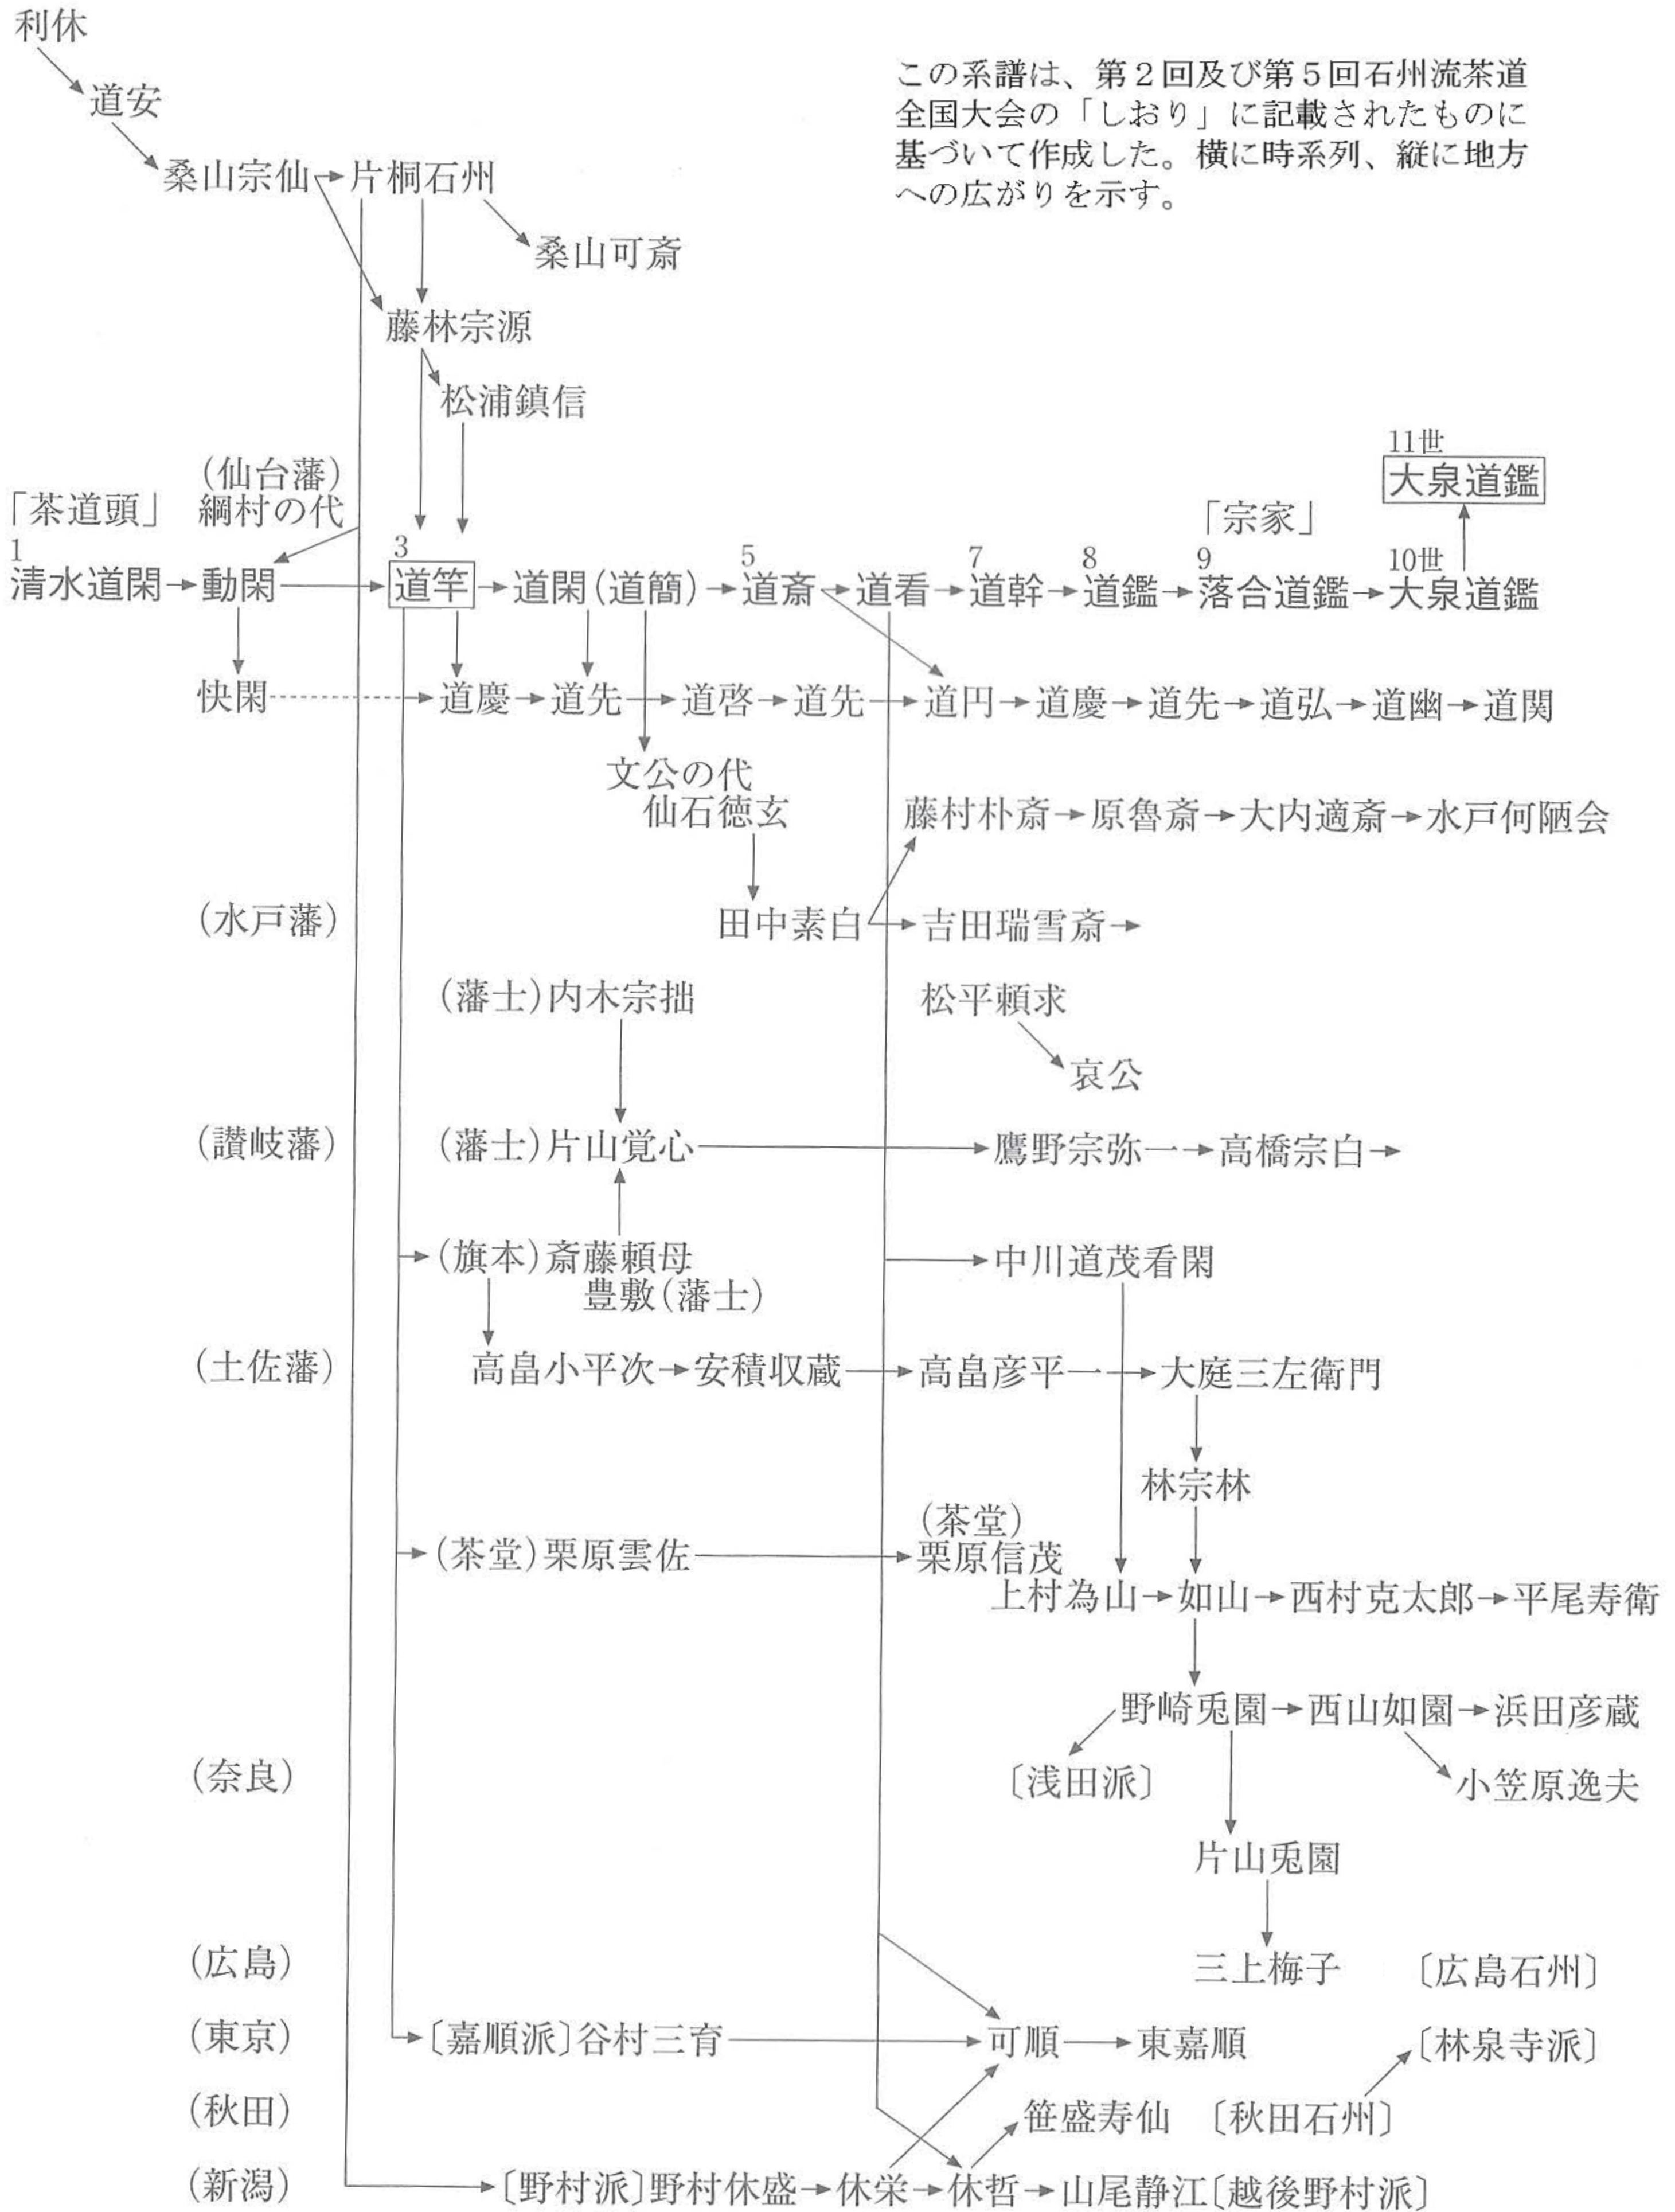 利休
道安
桑山宗仙 片桐石州
桑山可斎
この系譜は、第2回及び第5回石州流茶道
全国大会の「しおり」に記載されたものに
基づいて作成した。横に時系列、縦に地方
への広がりを示す。
藤林宗源
松浦鎮信
(仙台藩)
「茶道頭」 綱村の代
「宗家」
11世
大泉道鑑
1 3 5 7 8 9 10世
清水道閑 動閑 道竿 道閑(道簡) 道斎 道看 道幹 道鑑 落合道鑑 大泉道鑑
快閑 道慶 道先 道啓 道先 道円 道慶 道先 道弘 道幽 道関
文公の代
仙石徳玄
藤村朴斎 原魯斎 大内適斎 水戸何陋会
(水戸藩) 田中素白 吉田瑞雪斎
(藩士)内木宗拙 松平頼求
哀公
(讃岐藩) (藩士)片山覚心 鷹野宗弥一 高橋宗白
(旗本)斎藤頼母 中川道茂看閑
豊敷(藩士)
(土佐藩) 高畠小平次 安積収蔵 高畠彦平 大庭三左衛門
林宗林
(茶堂)
(茶堂)栗原雲佐 栗原信茂
上村為山 如山 西村克太郎 平尾寿衛
野崎兎園 西山如園 浜田彦蔵
(奈良) 〔浅田派〕 小笠原逸夫
片山兎園
(広島) 三上梅子 〔広島石州〕
(東京) 〔嘉順派〕谷村三育 可順 東嘉順 〔林泉寺派〕
(秋田) 笹盛寿仙 〔秋田石州〕
(新潟) 〔野村派〕野村休盛 休栄 休哲 山尾静江〔越後野村派〕